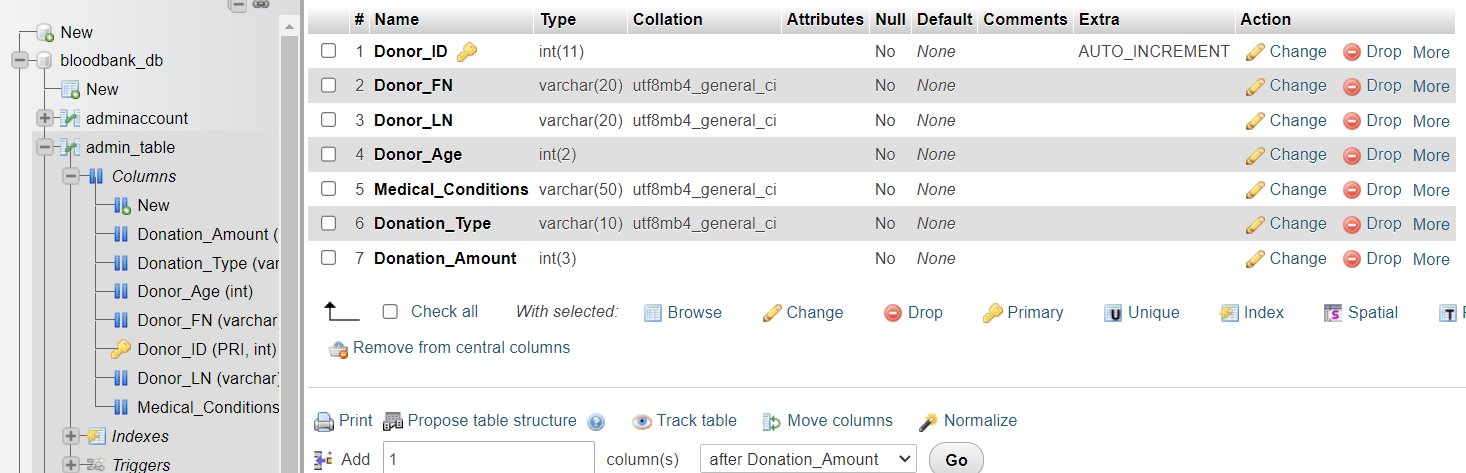 New
bloodbank_db
New
adminaccount
admin_table
Columns
New
Donation_Amount (
Donation_Type (var
Donor_Age (int)
Donor_FN (varchar
Donor_ID (PRI, int)
Donor_LN (varchar)
Medical_Conditions
Indexes
Triggers
# Name Type Collation Attributes Null Default Comments Extra Action
1 Donor_ID int(11) No None AUTO_INCREMENT Change Drop More
2 Donor_FN varchar(20) utf8mb4_general_ci No None Change Drop More
3 Donor_LN varchar(20) utf8mb4_general_ci No None Change Drop More
4 Donor_Age int(2) No None Change Drop More
5 Medical_Conditions varchar(50) utf8mb4_general_ci No None Change Drop More
6 Donation_Type varchar(10) utf8mb4_general_ci No None Change Drop More
7 Donation_Amount int(3) No None Change Drop More
Check all With selected: Browse Change Drop Primary Unique Index Spatial
Remove from central columns
Print Propose table structure Track table Move columns Normalize
Add 1 column(s) after Donation_Amount Go